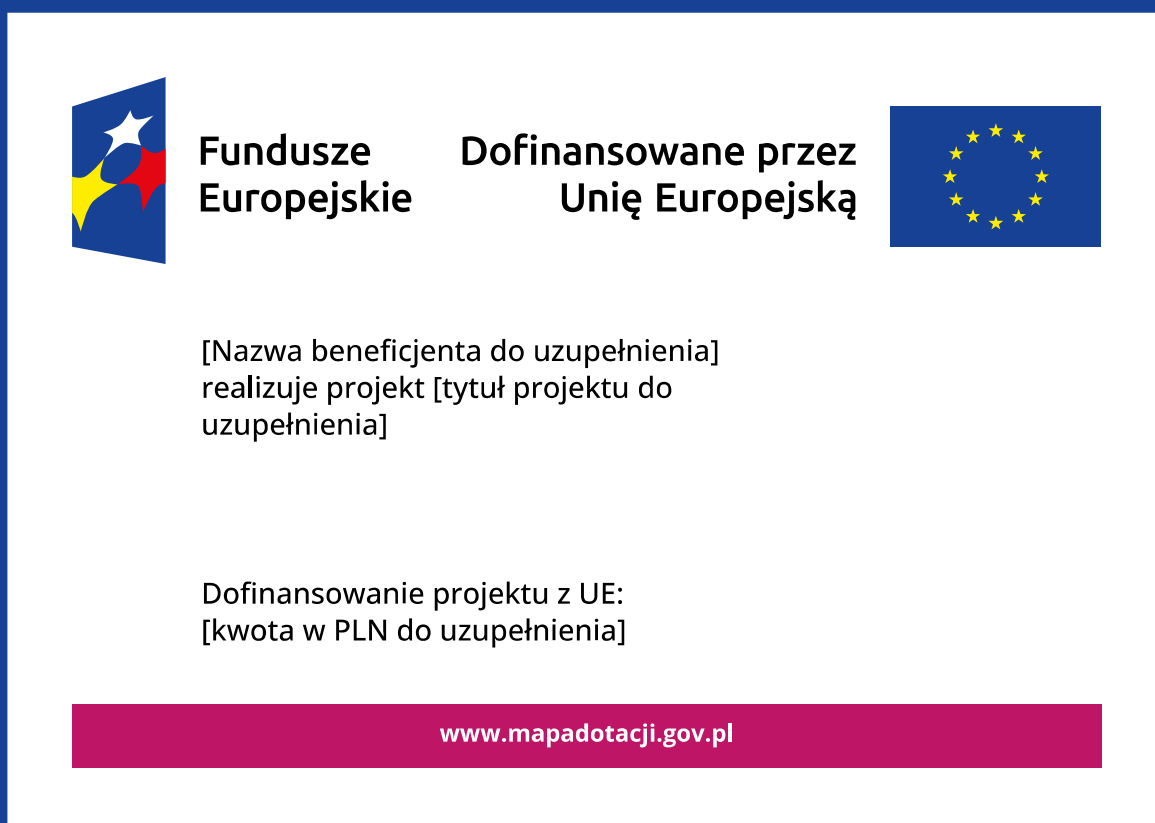 Fundusze
Europejskie
Dofinansowane przez
Unię Europejską
[Nazwa beneficjenta do uzupełnienia]
realizuje projekt [tytuł projektu do
uzupełnienia]
Dofinansowanie projektu z UE:
[kwota w PLN do uzupełnienia]
www.mapadotacji.gov.pl